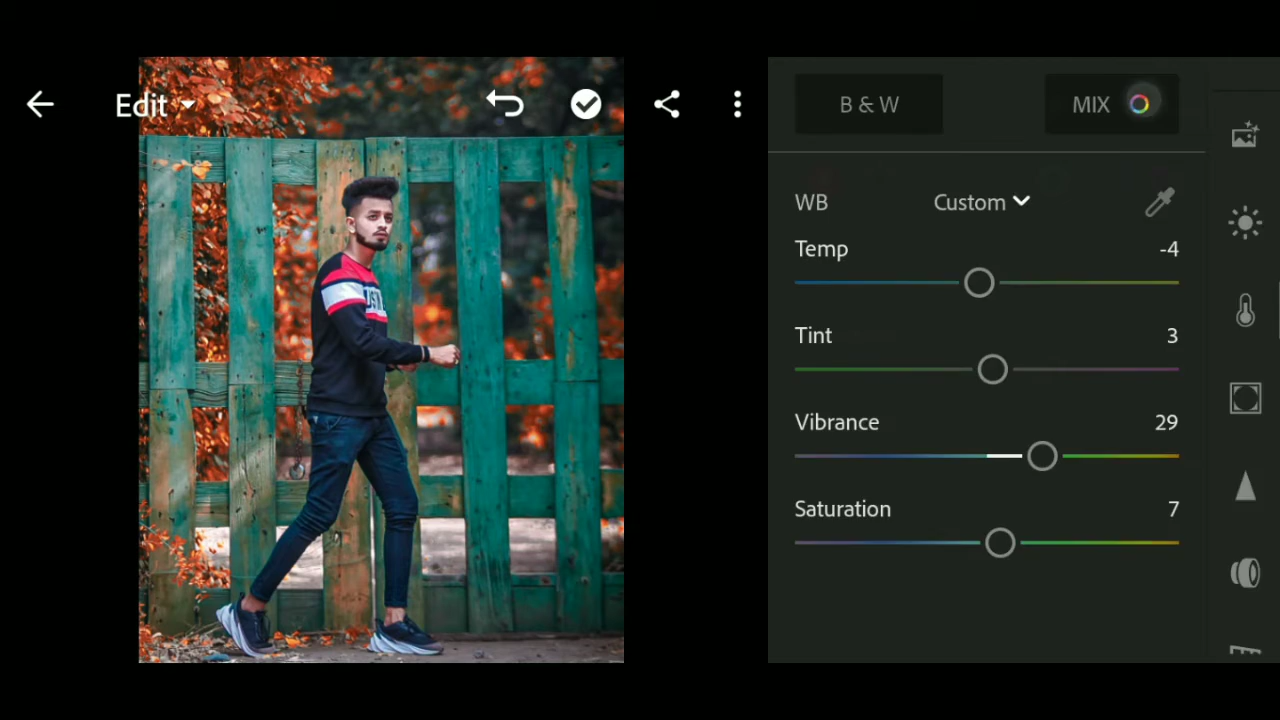 Edit
B & W
MIX
WB
Custom
Temp
-4
Tint
3
Vibrance
29
Saturation
7